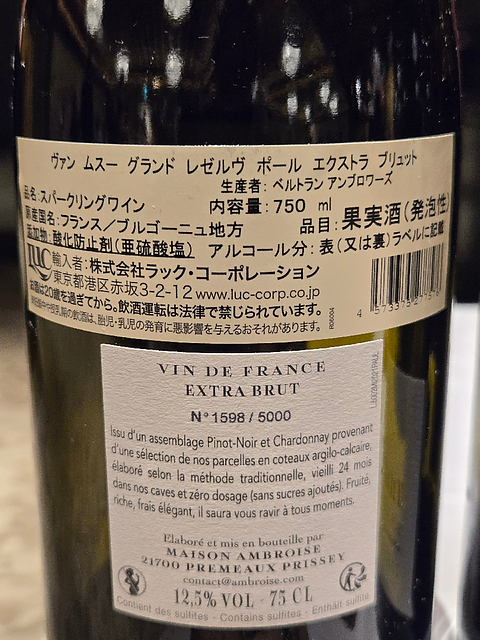 ヴァン ムスー グランド レゼルヴ ポール エクストラ ブリュット
生産者：ベルトラン アンブロワーズ
品名：スパークリングワイン
内容量：750 ml
原産国名：フランス／ブルゴーニュ地方
品目：果実酒（発泡性）
添加物：酸化防止剤（亜硫酸塩）
アルコール分：表（又は裏）ラベルに記載
LUC
輸入者：株式会社ラック・コーポレーション
東京都港区赤坂3-2-12 www.luc-corp.co.jp
お酒は20歳を過ぎてから。飲酒運転は法律で禁じられています。
妊娠中や授乳期の飲酒は、胎児・乳児の発育に悪影響を与えるおそれがあります。
VIN DE FRANCE
EXTRA BRUT
N° 1598 / 5000
Issu d'un assemblage Pinot-Noir et Chardonnay provenant
d'une sélection de nos parcelles en coteaux argilo-calcaire,
élaboré selon la méthode traditionnelle, vieilli 24 mois
dans nos caves et zéro dosage (sans sucres ajoutés). Fruité,
riche, frais élégant, il saura vous ravir à tous moments.
Elaboré et mis en bouteille par
MAISON AMBROISE
21700 PREMEAUX PRISSEY
contact@ambroise.com
12,5% VOL - 75 CL
Contient des sulfites - Contains sulfites - Enthält sulfite